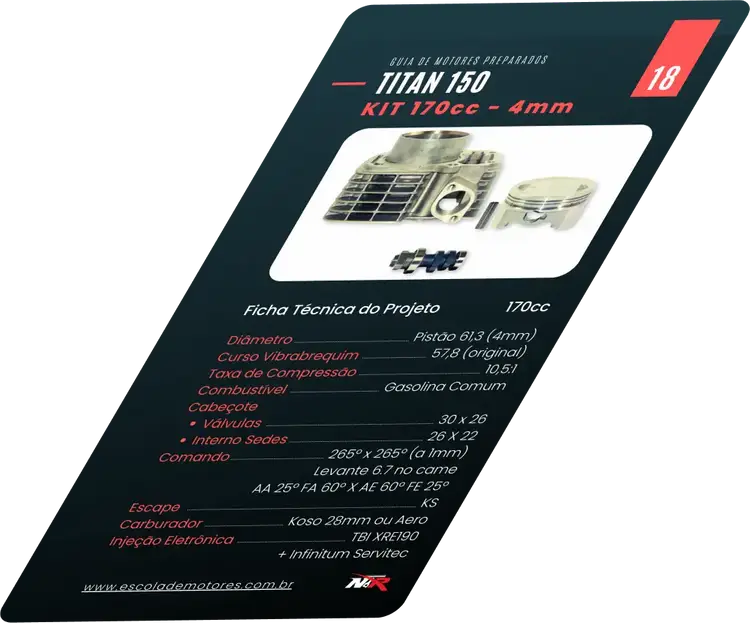 GUIA DE MOTORES PREPARADOS
18
TITAN 150
KIT 170cc - 4mm
Ficha Técnica do Projeto 170cc
Diâmetro Pistão 61,3 (4mm)
Curso Vibrabrequim 57,8 (original)
Taxa de Compressão 10,5:1
Combustível Gasolina Comum
Cabeçote
• Válvulas 30 x 26
• Interno Sedes 26 X 22
Comando 265º x 265º (a 1mm)
Levante 6.7 no came
AA 25º FA 60º X AE 60º FE 25º
Escape KS
Carburador Koso 28mm ou Aero
Injeção Eletrônica TBI XRE190
+ Infinitum Servitec
www.escolademotores.com.br